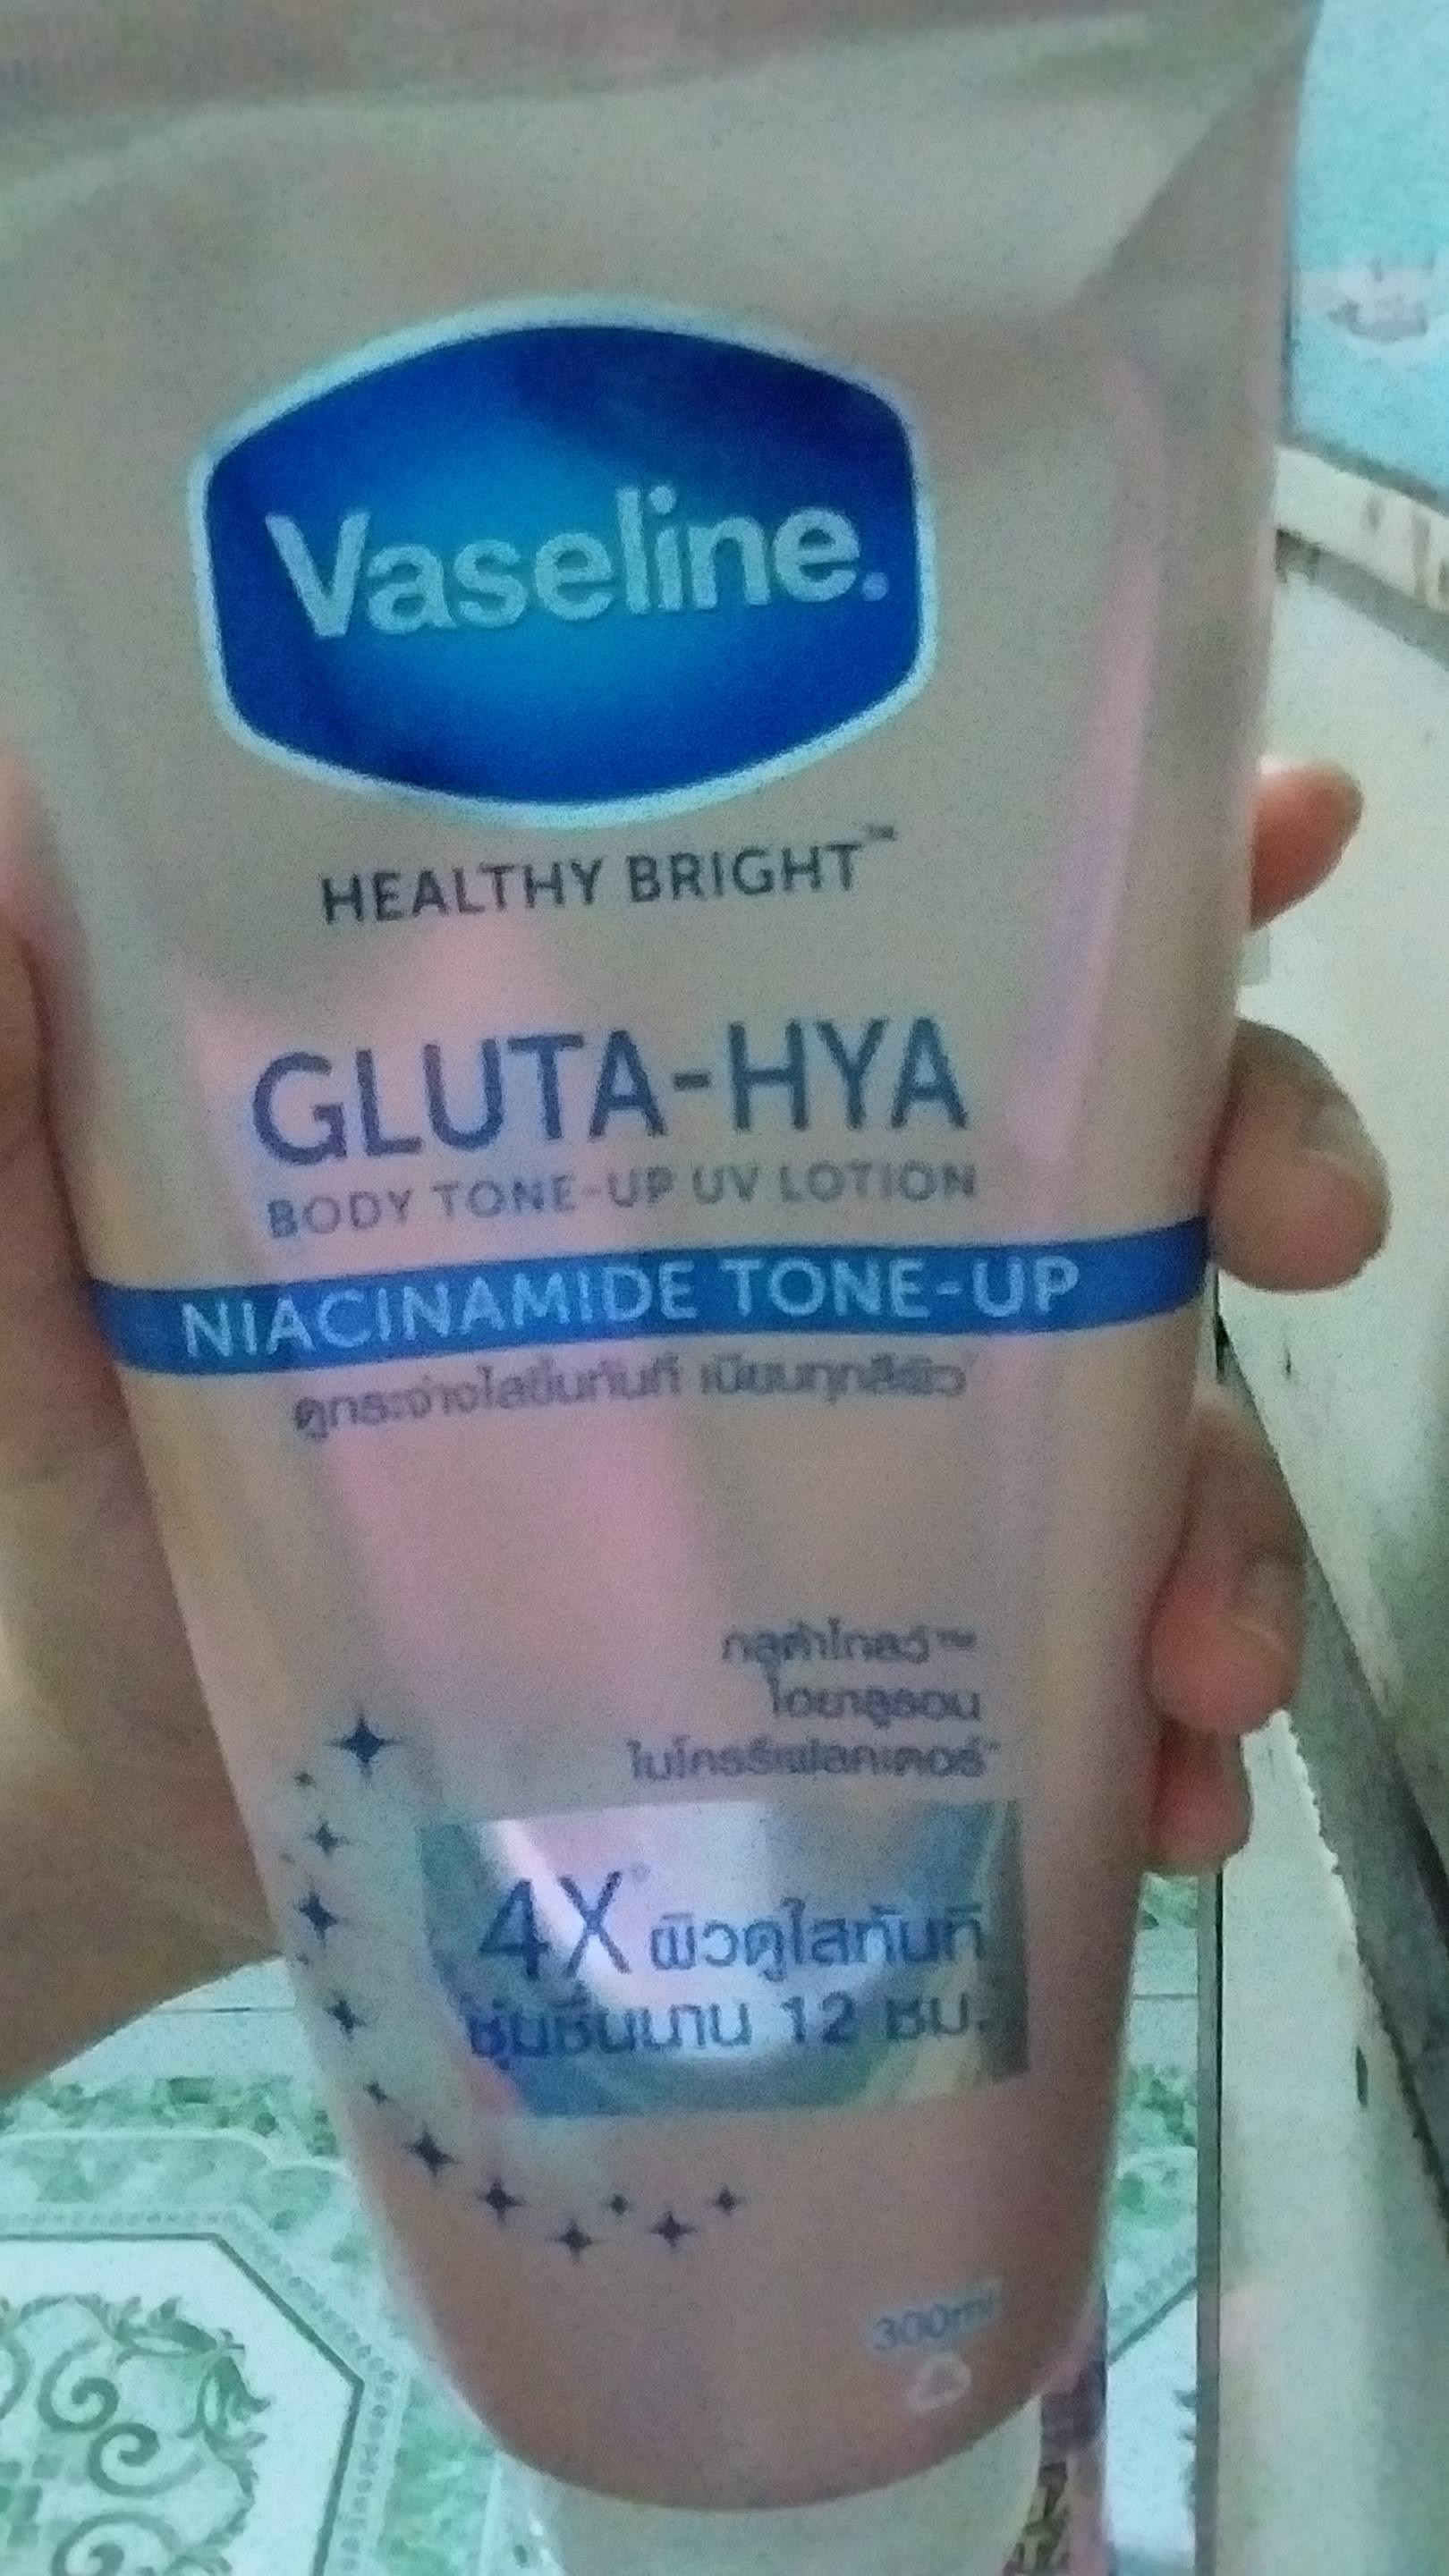 Vaseline.
HEALTHY BRIGHT™
GLUTA-HYA
BODY TONE-UP UV LOTION
NIACINAMIDE TONE-UP
ดูกระจ่างใสขึ้นทันที เนียนทุกสีผิว
กลูต้าโกลว์™
ไฮยาลูรอน
ไมโครรีเฟลกเตอร์*
4X° ผิวดูใสทันที
ชุ่มชื้นนาน 12 ชม.
300ml